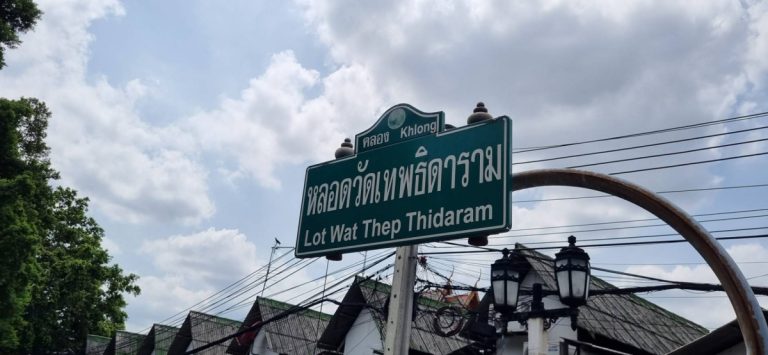 คลอง Khlong
หลอดวัดเทพธิดาราม
Lot Wat Thep Thidaram